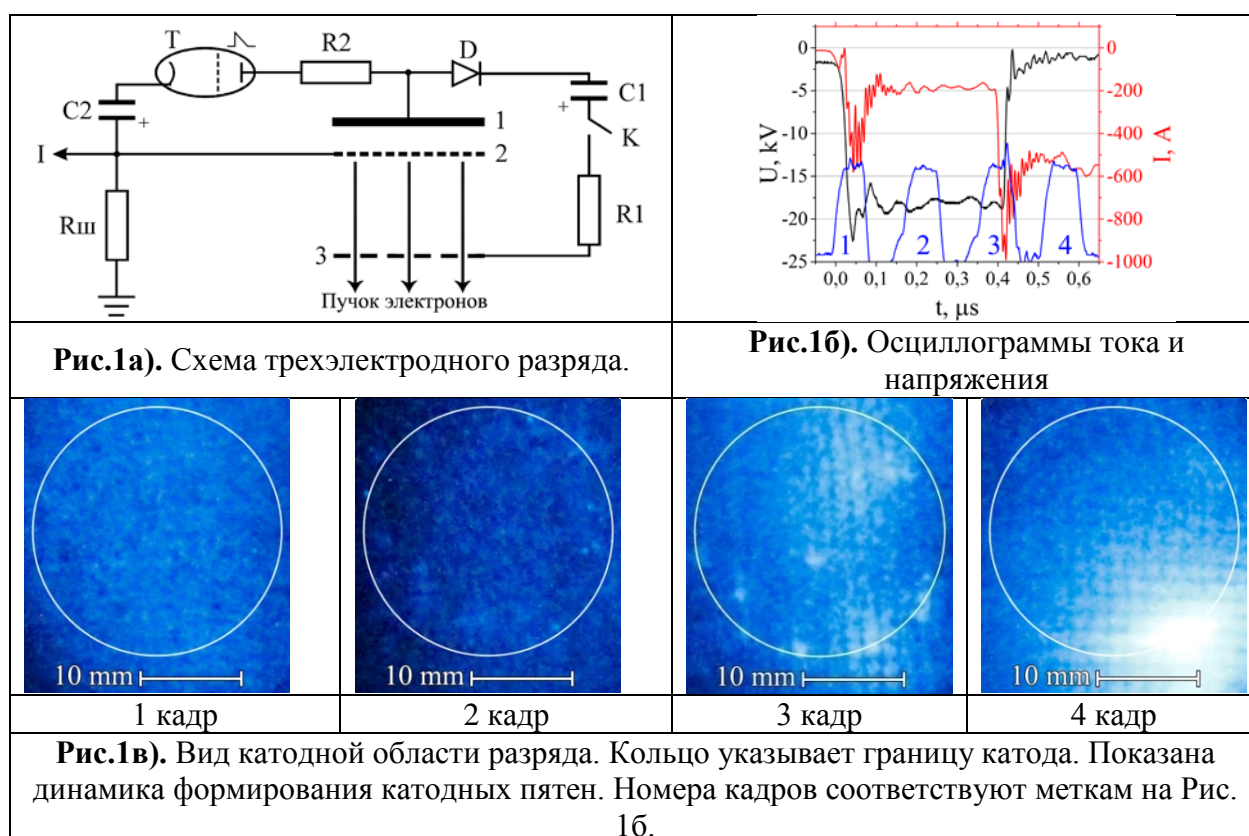 T
R2
D
C2
+
C1
+
K
1
2
I
Rш
R1
3
Пучок электронов
0
-5
-10
-15
-20
-25
U, kV
0
-200
-400
-600
-800
-1000
I, A
1
2
3
4
0,0 0,1 0,2 0,3 0,4 0,5 0,6
t, μs
Рис.1а). Схема трехэлектродного разряда.
Рис.1б). Осциллограммы тока и
напряжения
10 mm
10 mm
10 mm
10 mm
1 кадр
2 кадр
3 кадр
4 кадр
Рис.1в). Вид катодной области разряда. Кольцо указывает границу катода. Показана
динамика формирования катодных пятен. Номера кадров соответствуют меткам на Рис.
1б.